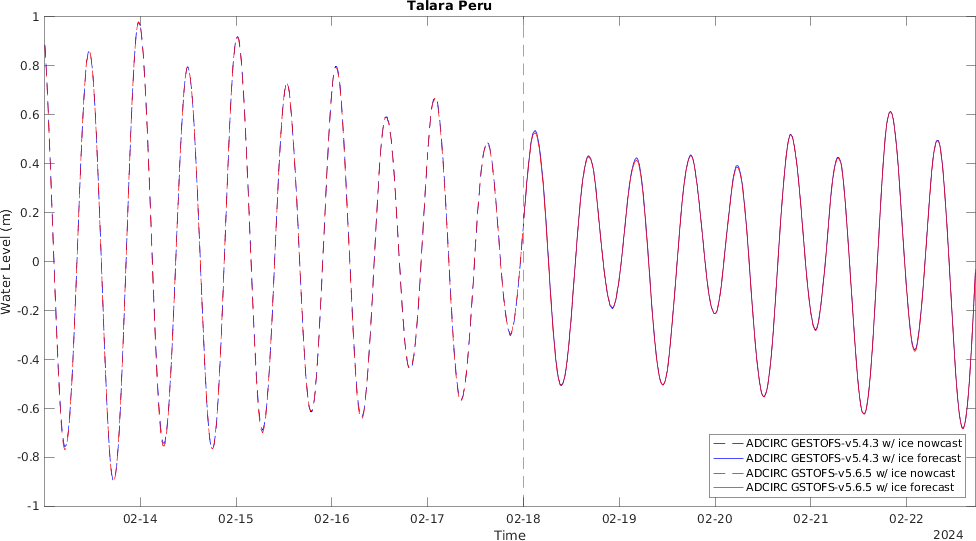 Talara Peru
1
0.8
0.6
0.4
0.2
0
-0.2
-0.4
-0.6
-0.8
-1
Water Level (m)
ADCIRC GESTOFS-v5.4.3 w/ ice nowcast
ADCIRC GESTOFS-v5.4.3 w/ ice forecast
ADCIRC GSTOFS-v5.6.5 w/ ice nowcast
ADCIRC GSTOFS-v5.6.5 w/ ice forecast
02-14 02-15 02-16 02-17 02-18 02-19 02-20 02-21 02-22
Time
2024